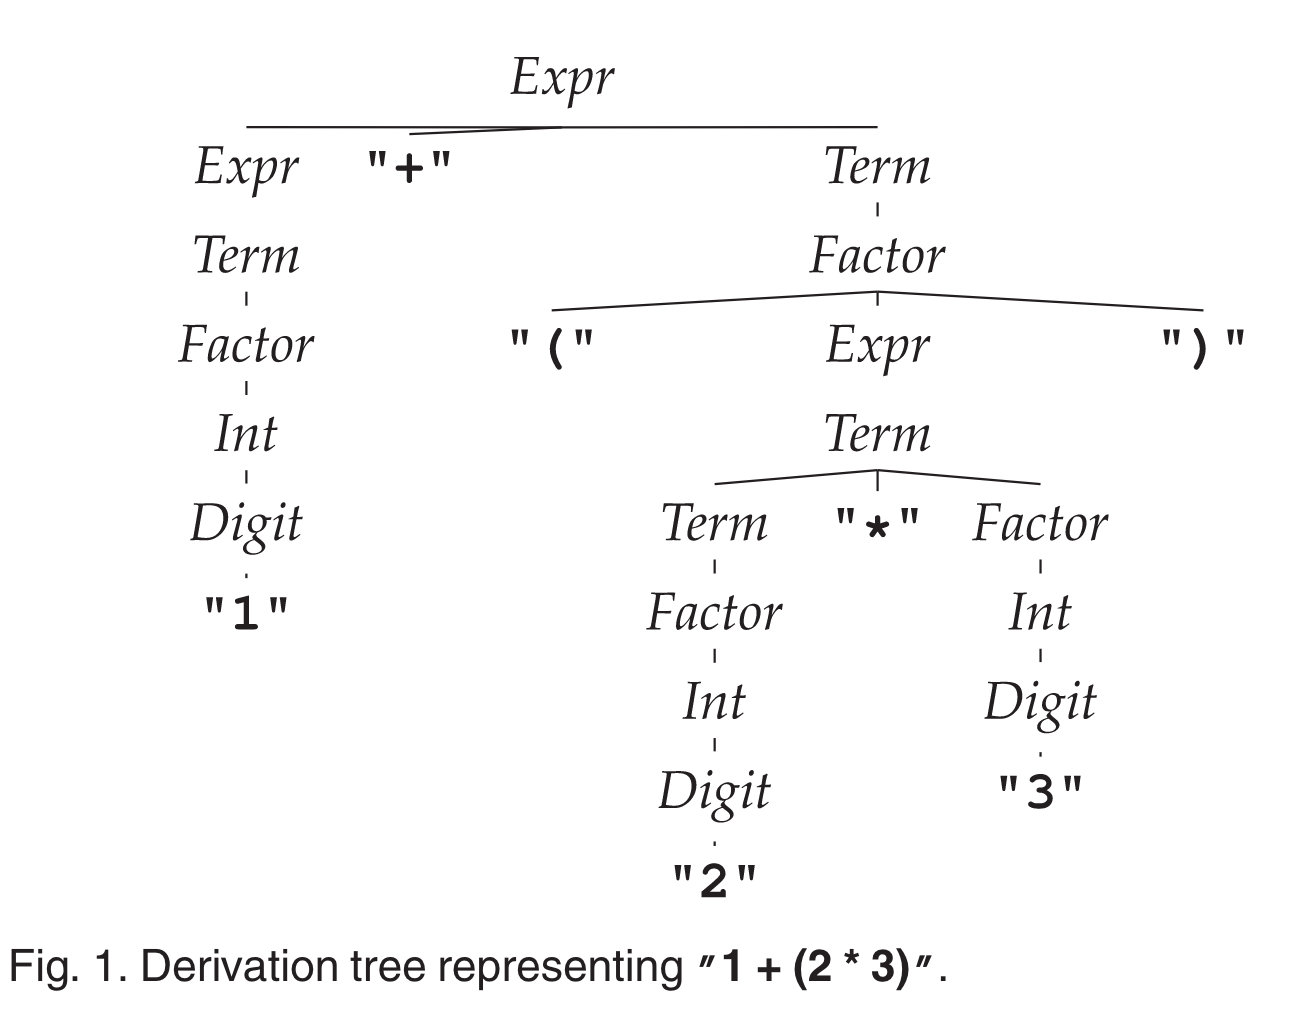 Expr
Expr "+" Term
Term Factor
Factor "(" Expr ")"
Int Term
Digit Term "*" Factor
"1" Factor Int
Int Digit
Digit "3"
"2"
Fig. 1. Derivation tree representing "1 + (2 * 3)".